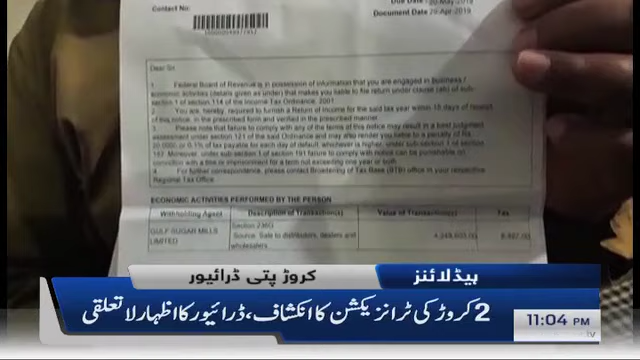 Contact No:
Due Date
Document Date 29-Apr-2019
Dear Sir
1 Federal Board of Revenue is in possession of information that you are engaged in business / economic activities (details given as under) that makes you liable to file return under clause (ab) of sub-section 1 of section 114 of the Income Tax Ordinance, 2001.
2 You are, hereby, required to furnish a Return of Income for the said tax year within 15 days of receipt of this notice, in the prescribed form and verified in the prescribed manner.
3 Please note that failure to comply with any of the terms of this notice may result in a best judgment assessment under section 121 of the said Ordinance and may also render you liable to a penalty of Rs. 20,000/- or 0.1% of tax payable for each day of default, whichever is higher, under sub-section 1 of section 182. Moreover, under sub-section 1 of section 191 failure to comply with notice can be punishable on conviction with a fine or imprisonment for a term not exceeding one year or both.
4 For further correspondence, please contact Broadening of Tax Base (BTB) office in your respective Regional Tax Office.
ECONOMIC ACTIVITIES PERFORMED BY THE PERSON
Withholding Agent Description of Transaction(s) Value of Transaction(s) Tax
GULF SUGAR MILLS LIMITED
Section 236G
Source: Sale to distributors, dealers and wholesalers
ہیڈلائنز
کروڑ پتی ڈرائیور
2 کروڑ کی ٹرانزیکشن کا انکشاف، ڈرائیور کا اظہار لاتعلقی
11:04 PM